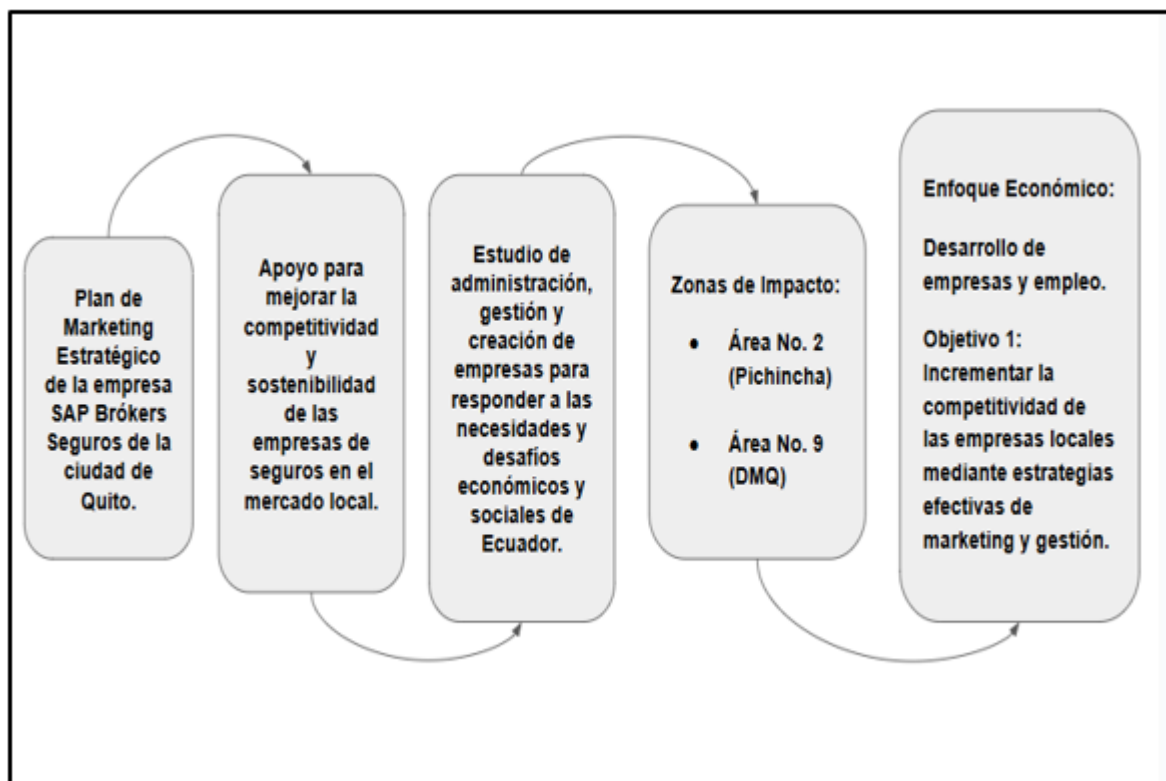 Plan de
Marketing
Estratégico
de la empresa
SAP Brókers
Seguros de la
ciudad de
Quito.
Apoyo para
mejorar la
competitividad
y
sostenibilidad
de las
empresas de
seguros en el
mercado local.
Estudio de
administración,
gestión y
creación de
empresas para
responder a las
necesidades y
desafíos
económicos y
sociales de
Ecuador.
Zonas de Impacto:
● Área No. 2
(Pichincha)
● Área No. 9
(DMQ)
Enfoque Económico:
Desarrollo de
empresas y empleo.
Objetivo 1:
Incrementar la
competitividad de
las empresas locales
mediante estrategias
efectivas de
marketing y gestión.